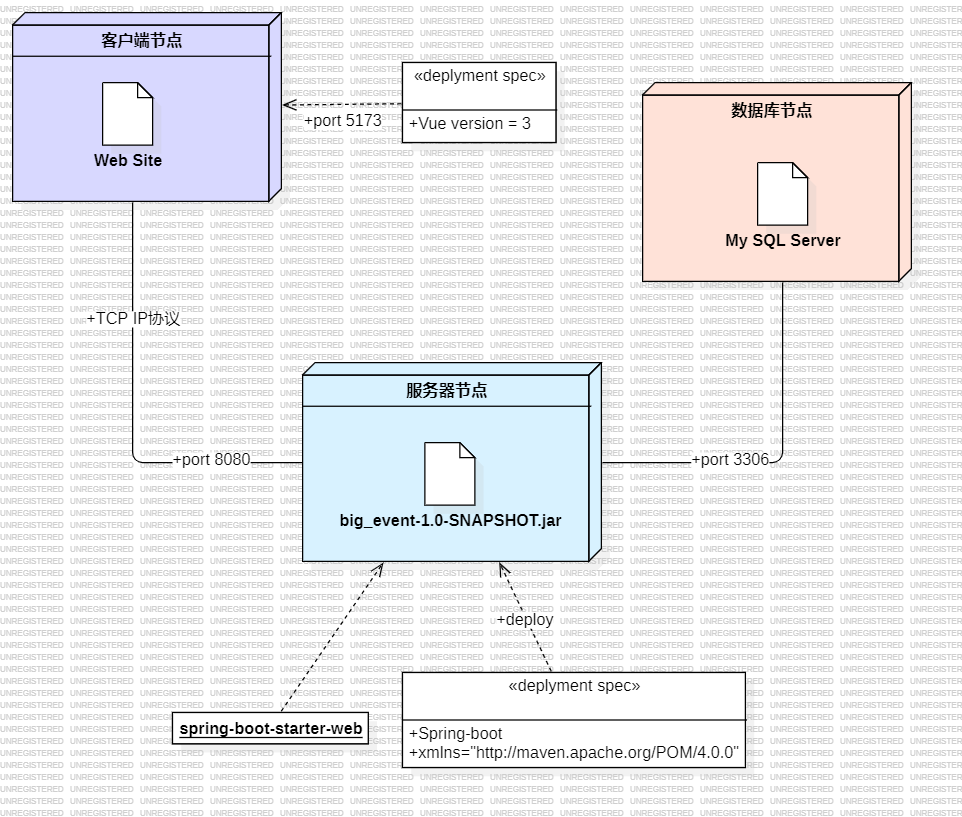 客户端节点
Web Site
«deplyment spec»
+Vue version = 3
+port 5173
数据库节点
My SQL Server
+TCP IP协议
服务器节点
+port 8080
+port 3306
big_event-1.0-SNAPSHOT.jar
+deploy
spring-boot-starter-web
«deplyment spec»
+Spring-boot
+xmlns="http://maven.apache.org/POM/4.0.0"
UNREGISTERED